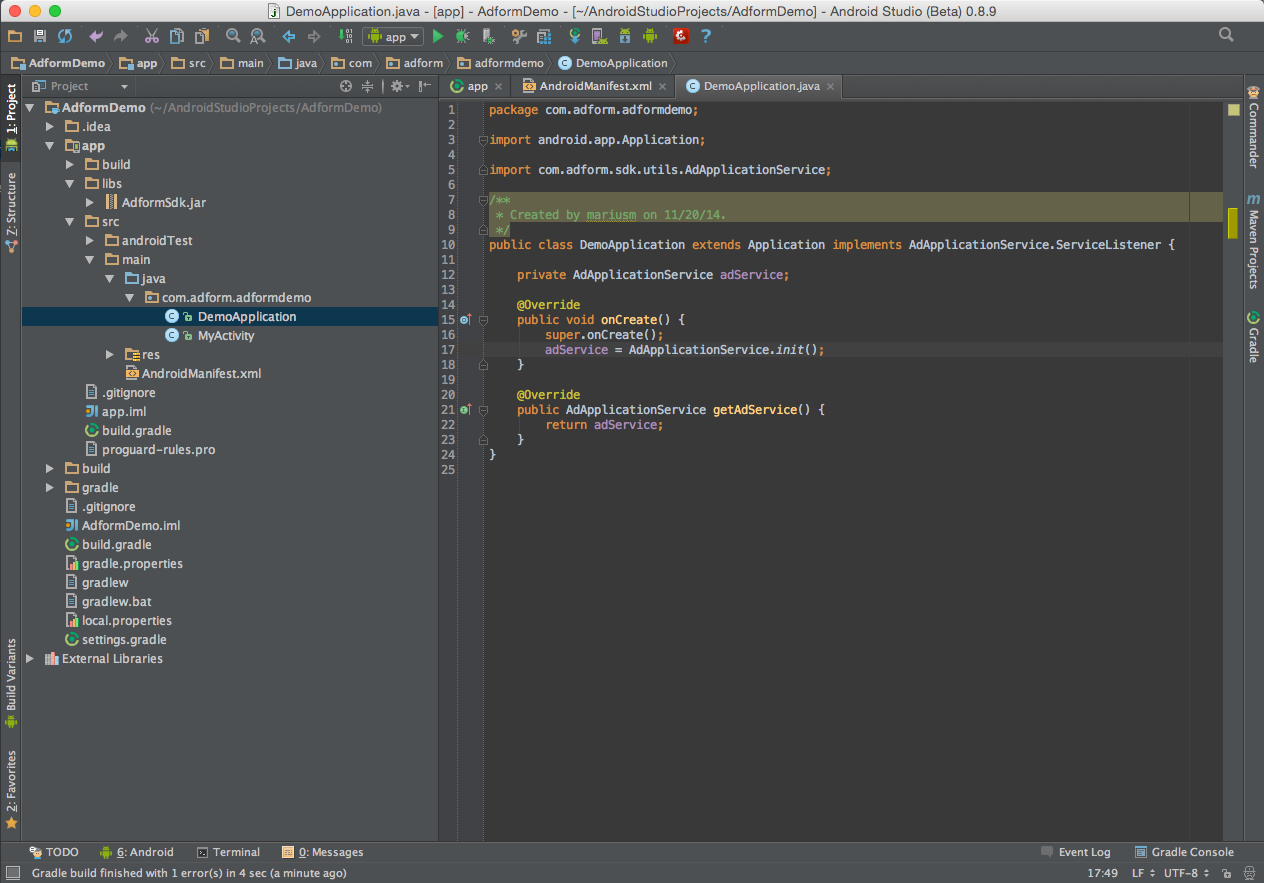 DemoApplication.java - [app] - AdformDemo - [~/AndroidStudioProjects/AdformDemo] - Android Studio (Beta) 0.8.9
app
AdformDemo app src main java com adform adformdemo DemoApplication
1: Project
Z: Structure
Build Variants
2: Favorites
Project
AdformDemo (~/AndroidStudioProjects/AdformDemo)
.idea
app
build
libs
AdformSdk.jar
src
androidTest
main
java
com.adform.adformdemo
DemoApplication
MyActivity
res
AndroidManifest.xml
.gitignore
app.iml
build.gradle
proguard-rules.pro
build
gradle
.gitignore
AdformDemo.iml
build.gradle
gradle.properties
gradlew
gradlew.bat
local.properties
settings.gradle
External Libraries
app AndroidManifest.xml DemoApplication.java
1 package com.adform.adformdemo;
2
3 import android.app.Application;
4
5 import com.adform.sdk.utils.AdApplicationService;
6
7 /**
8 * Created by mariusm on 11/20/14.
9 */
10 public class DemoApplication extends Application implements AdApplicationService.ServiceListener {
11
12 private AdApplicationService adService;
13
14 @Override
15 public void onCreate() {
16 super.onCreate();
17 adService = AdApplicationService.init();
18 }
19
20 @Override
21 public AdApplicationService getAdService() {
22 return adService;
23 }
24 }
25
Commander
Maven Projects
Gradle
TODO 6: Android Terminal 0: Messages Event Log Gradle Console
Gradle build finished with 1 error(s) in 4 sec (a minute ago) 17:49 LF UTF-8